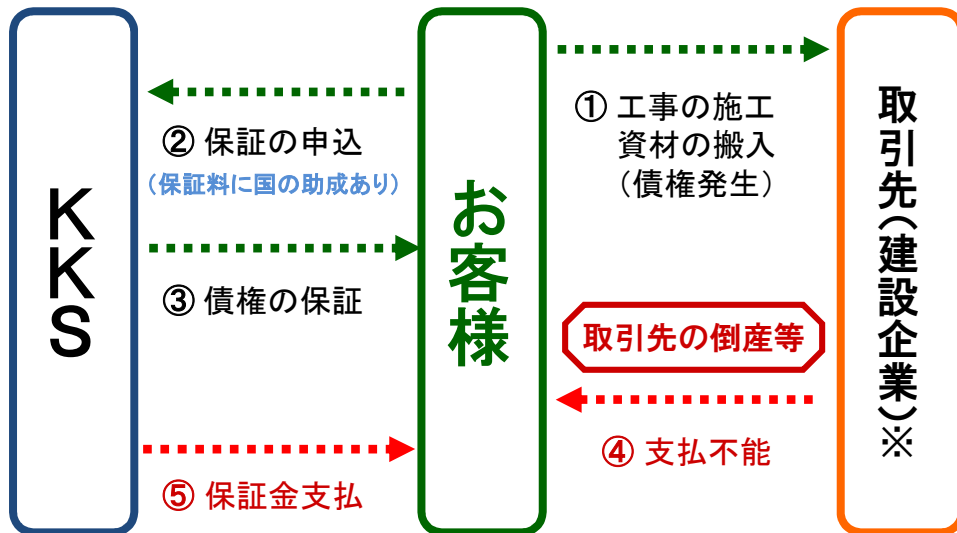 KKS
② 保証の申込
（保証料に国の助成あり）
③ 債権の保証
⑤ 保証金支払
お客様
① 工事の施工
資材の搬入
（債権発生）
取引先の倒産等
④ 支払不能
取引先（建設企業）※